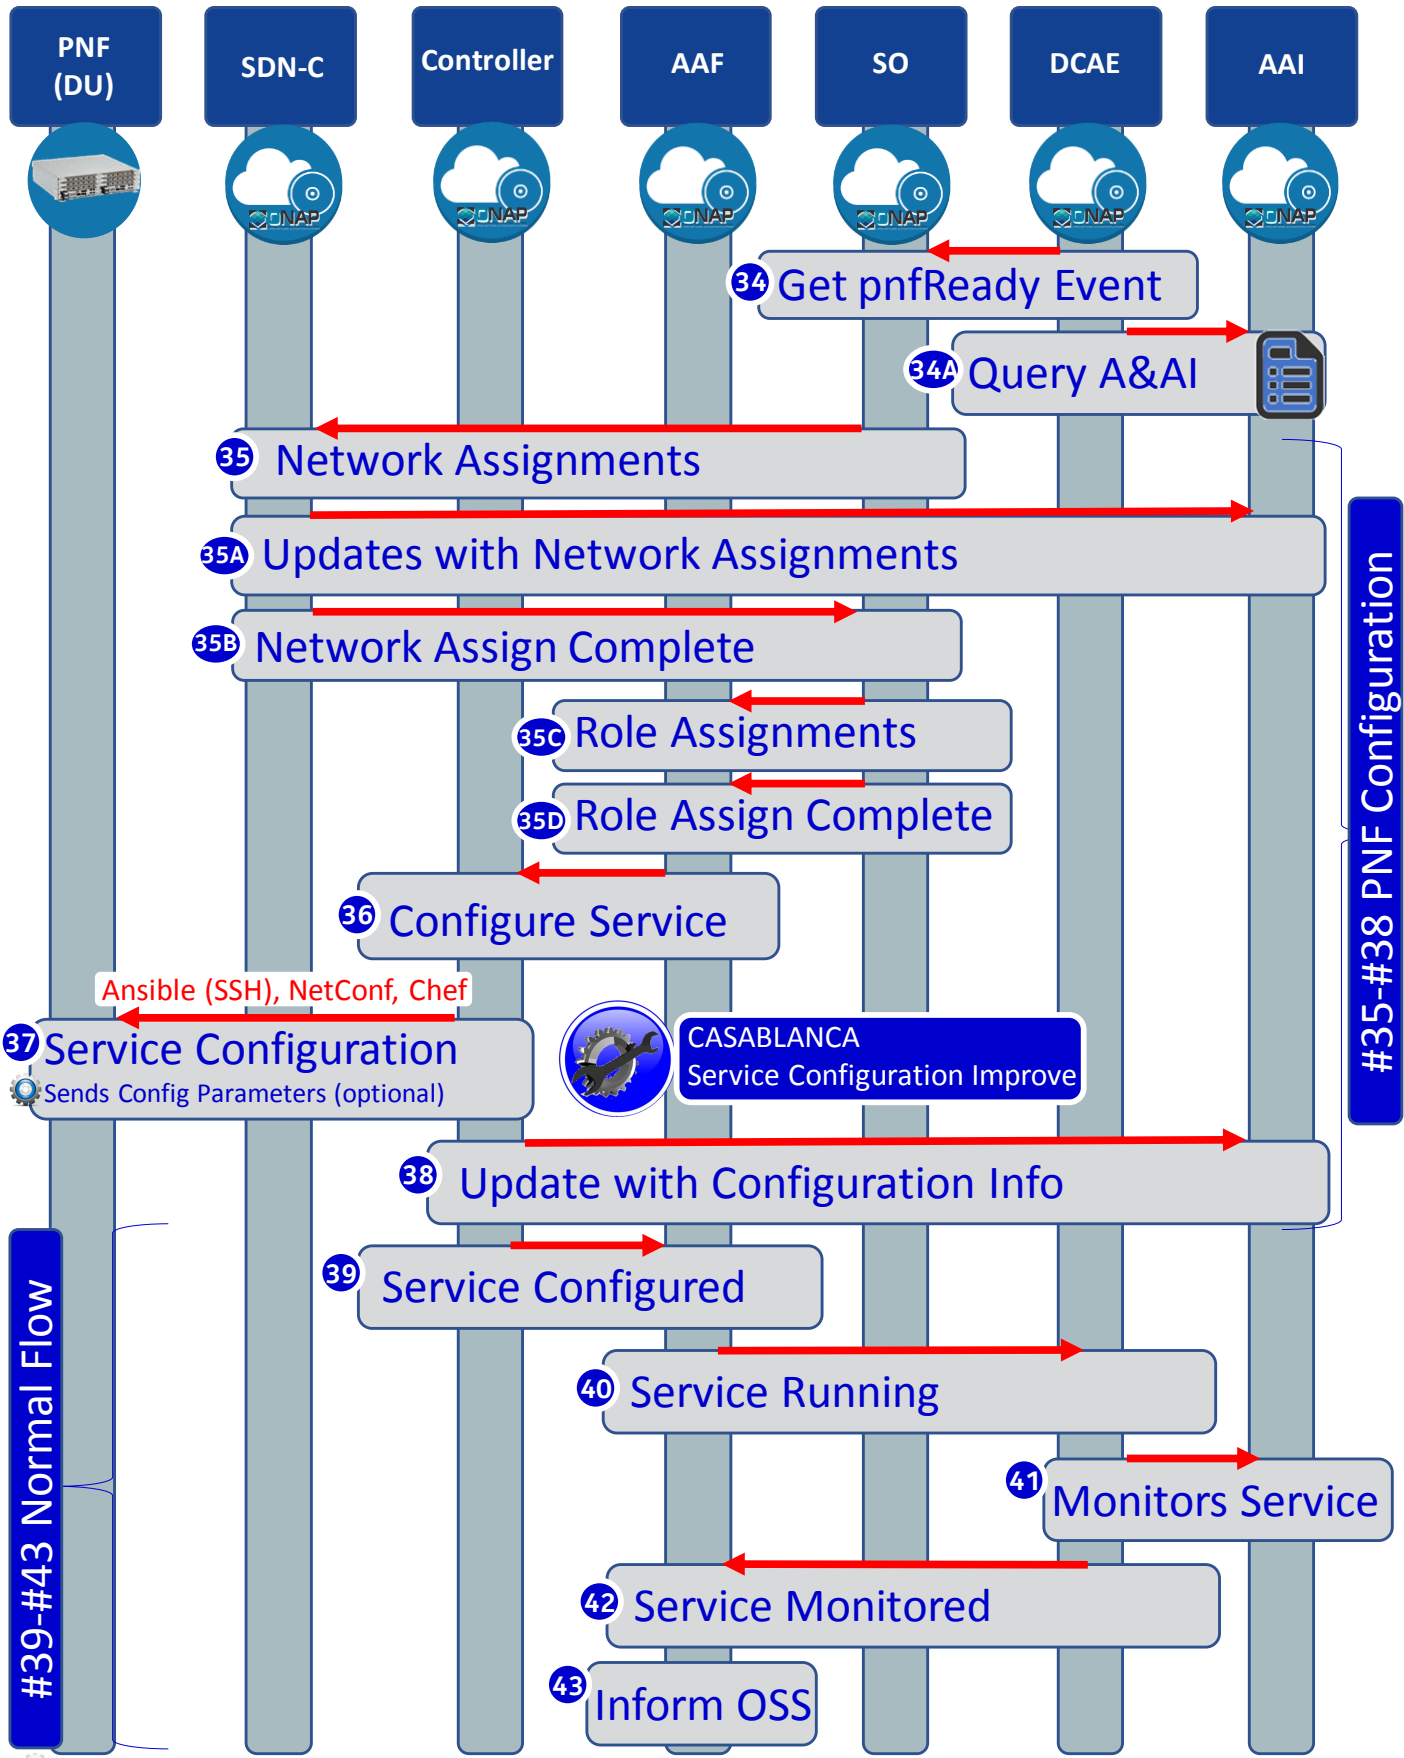 PNF
(DU)
SDN-C
Controller
AAF
SO
DCAE
AAI
ONAP
ONAP
ONAP
ONAP
ONAP
ONAP
34 Get pnfReady Event
34A Query A&AI
35 Network Assignments
35A Updates with Network Assignments
35B Network Assign Complete
35C Role Assignments
35D Role Assign Complete
36 Configure Service
Ansible (SSH), NetConf, Chef
37 Service Configuration
Sends Config Parameters (optional)
CASABLANCA
Service Configuration Improve
38 Update with Configuration Info
#35-#38 PNF Configuration
39 Service Configured
40 Service Running
41 Monitors Service
42 Service Monitored
43 Inform OSS
#39-#43 Normal Flow